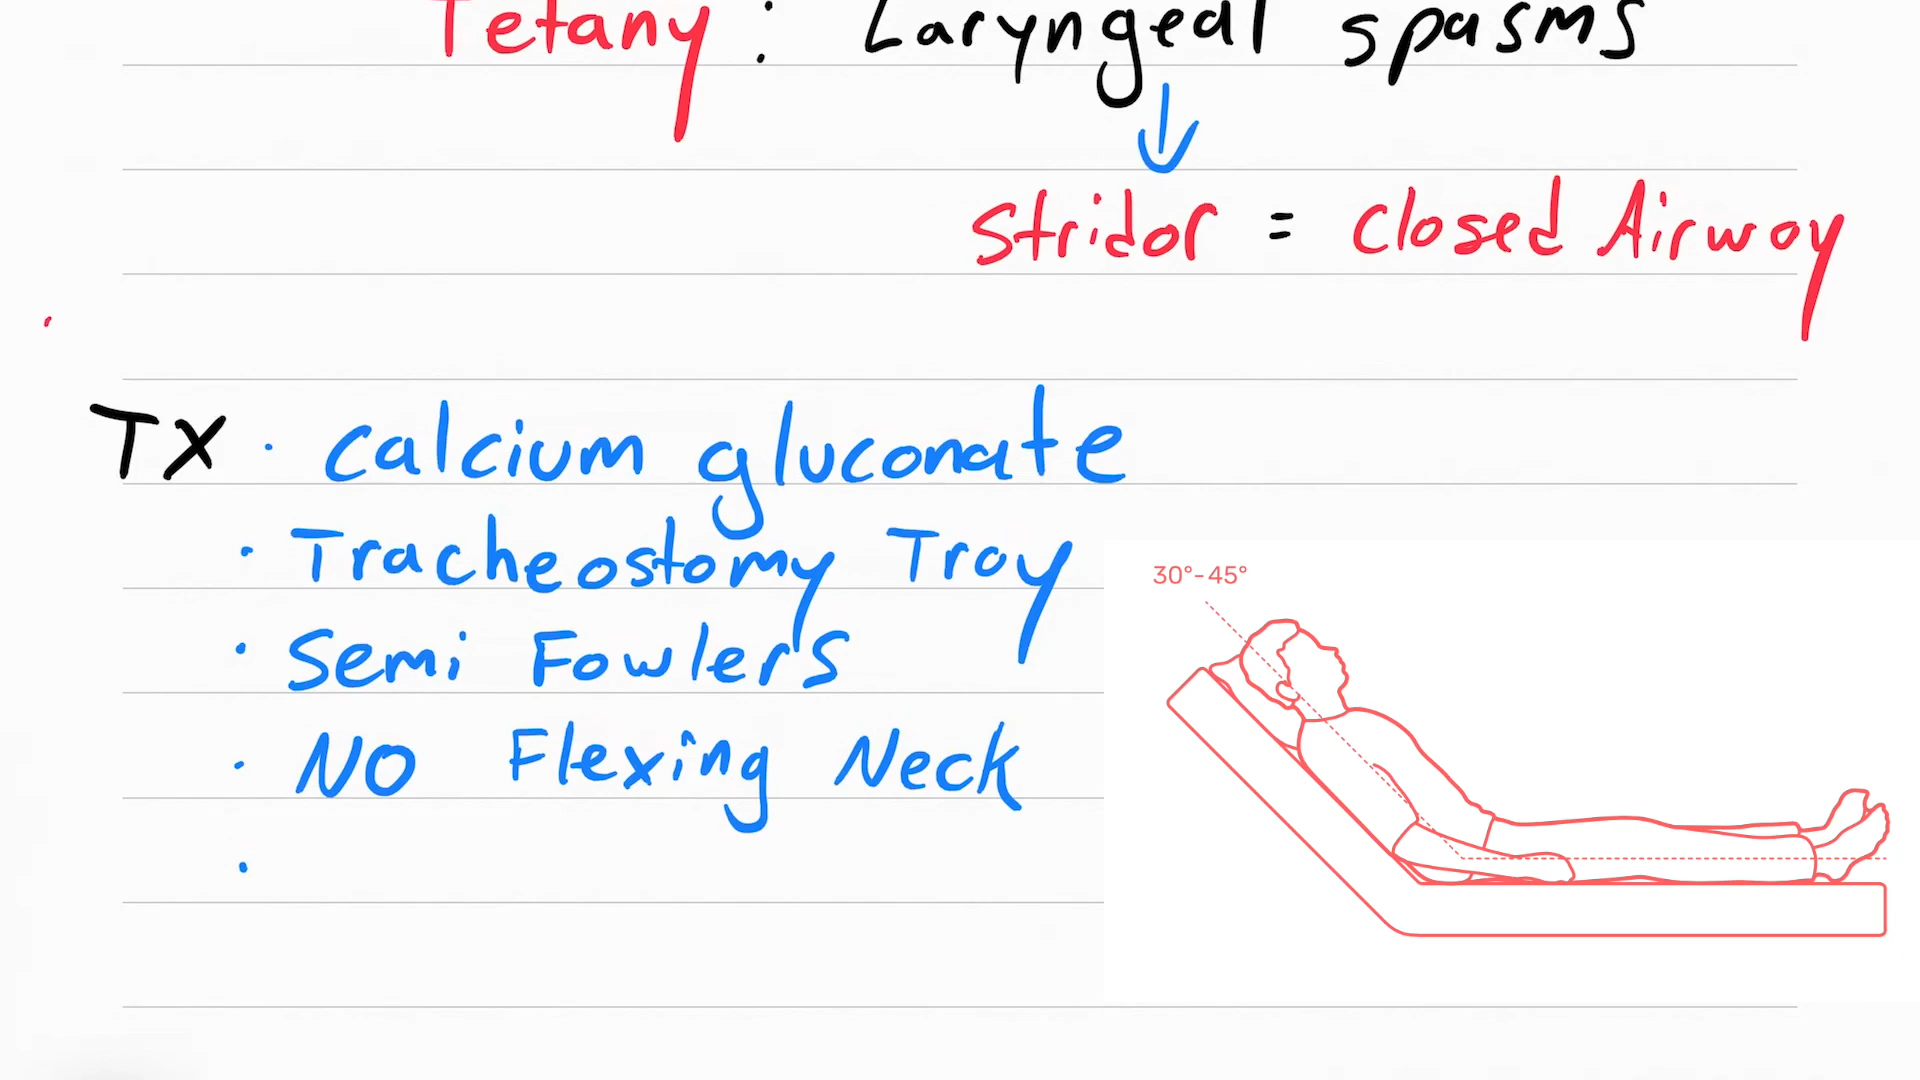 Tetany: Laryngeal spasms
Stridor = Closed Airway
TX · Calcium gluconate
· Tracheostomy Tray
· Semi Fowler's
· NO Flexing Neck
·
30°-45°